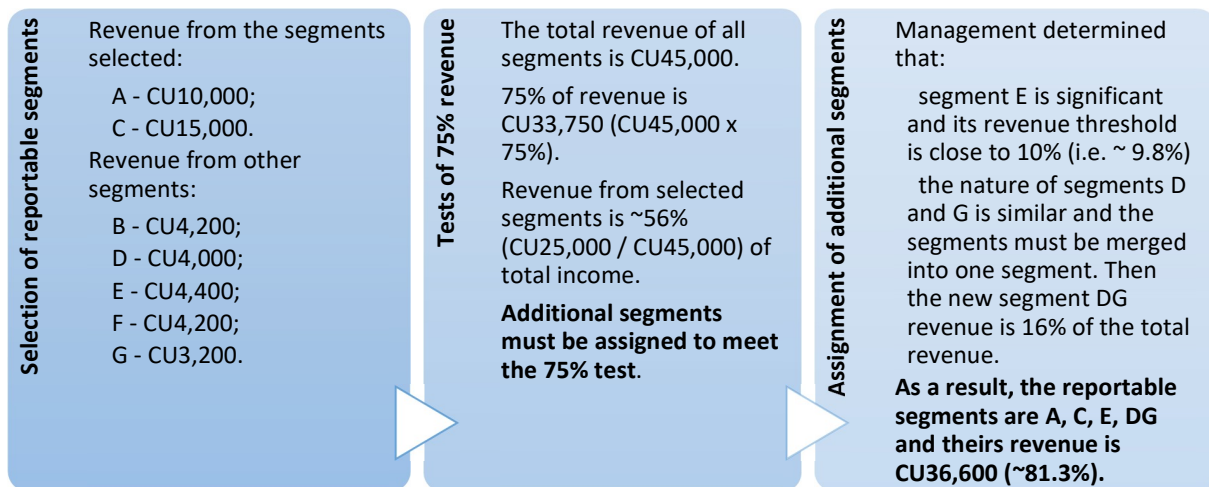 Selection of reportable segments
Revenue from the segments
selected:
A - CU10,000;
C - CU15,000.
Revenue from other
segments:
B - CU4,200;
D - CU4,000;
E - CU4,400;
F - CU4,200;
G - CU3,200.
Tests of 75% revenue
The total revenue of all
segments is CU45,000.
75% of revenue is
CU33,750 (CU45,000 x
75%).
Revenue from selected
segments is ~56%
(CU25,000 / CU45,000) of
total income.
Additional segments
must be assigned to meet
the 75% test.
Assignment of additional segments
Management determined
that:
segment E is significant
and its revenue threshold
is close to 10% (i.e. ~ 9.8%)
the nature of segments D
and G is similar and the
segments must be merged
into one segment. Then
the new segment DG
revenue is 16% of the total
revenue.
As a result, the reportable
segments are A, C, E, DG
and theirs revenue is
CU36,600 (~81.3%).